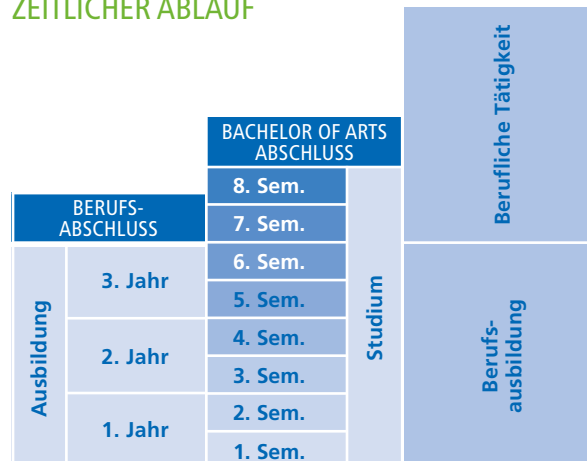 ZEITLICHER ABLAUF
BERUFS-
ABSCHLUSS
Ausbildung
3. Jahr
2. Jahr
1. Jahr
BACHELOR OF ARTS
ABSCHLUSS
8. Sem.
7. Sem.
6. Sem.
5. Sem.
4. Sem.
3. Sem.
2. Sem.
1. Sem.
Studium
Berufliche Tätigkeit
Berufs-
ausbildung